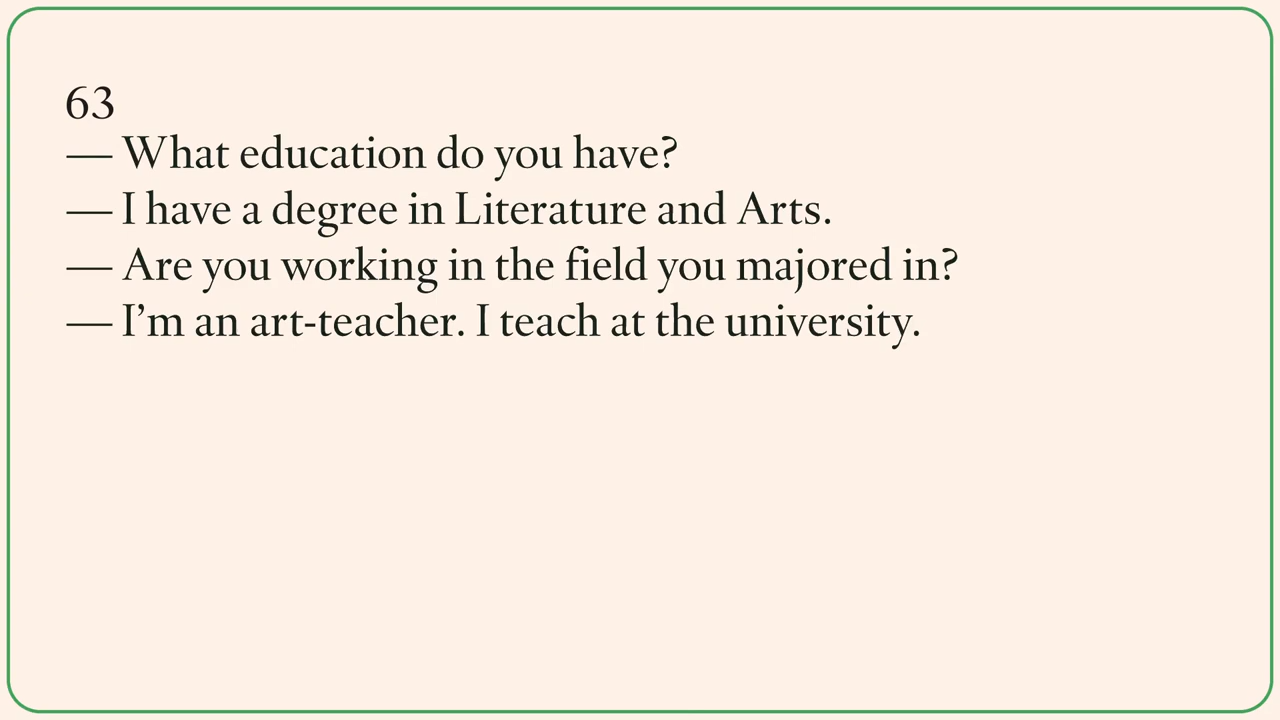 63
— What education do you have?
— I have a degree in Literature and Arts.
— Are you working in the field you majored in?
— I’m an art-teacher. I teach at the university.